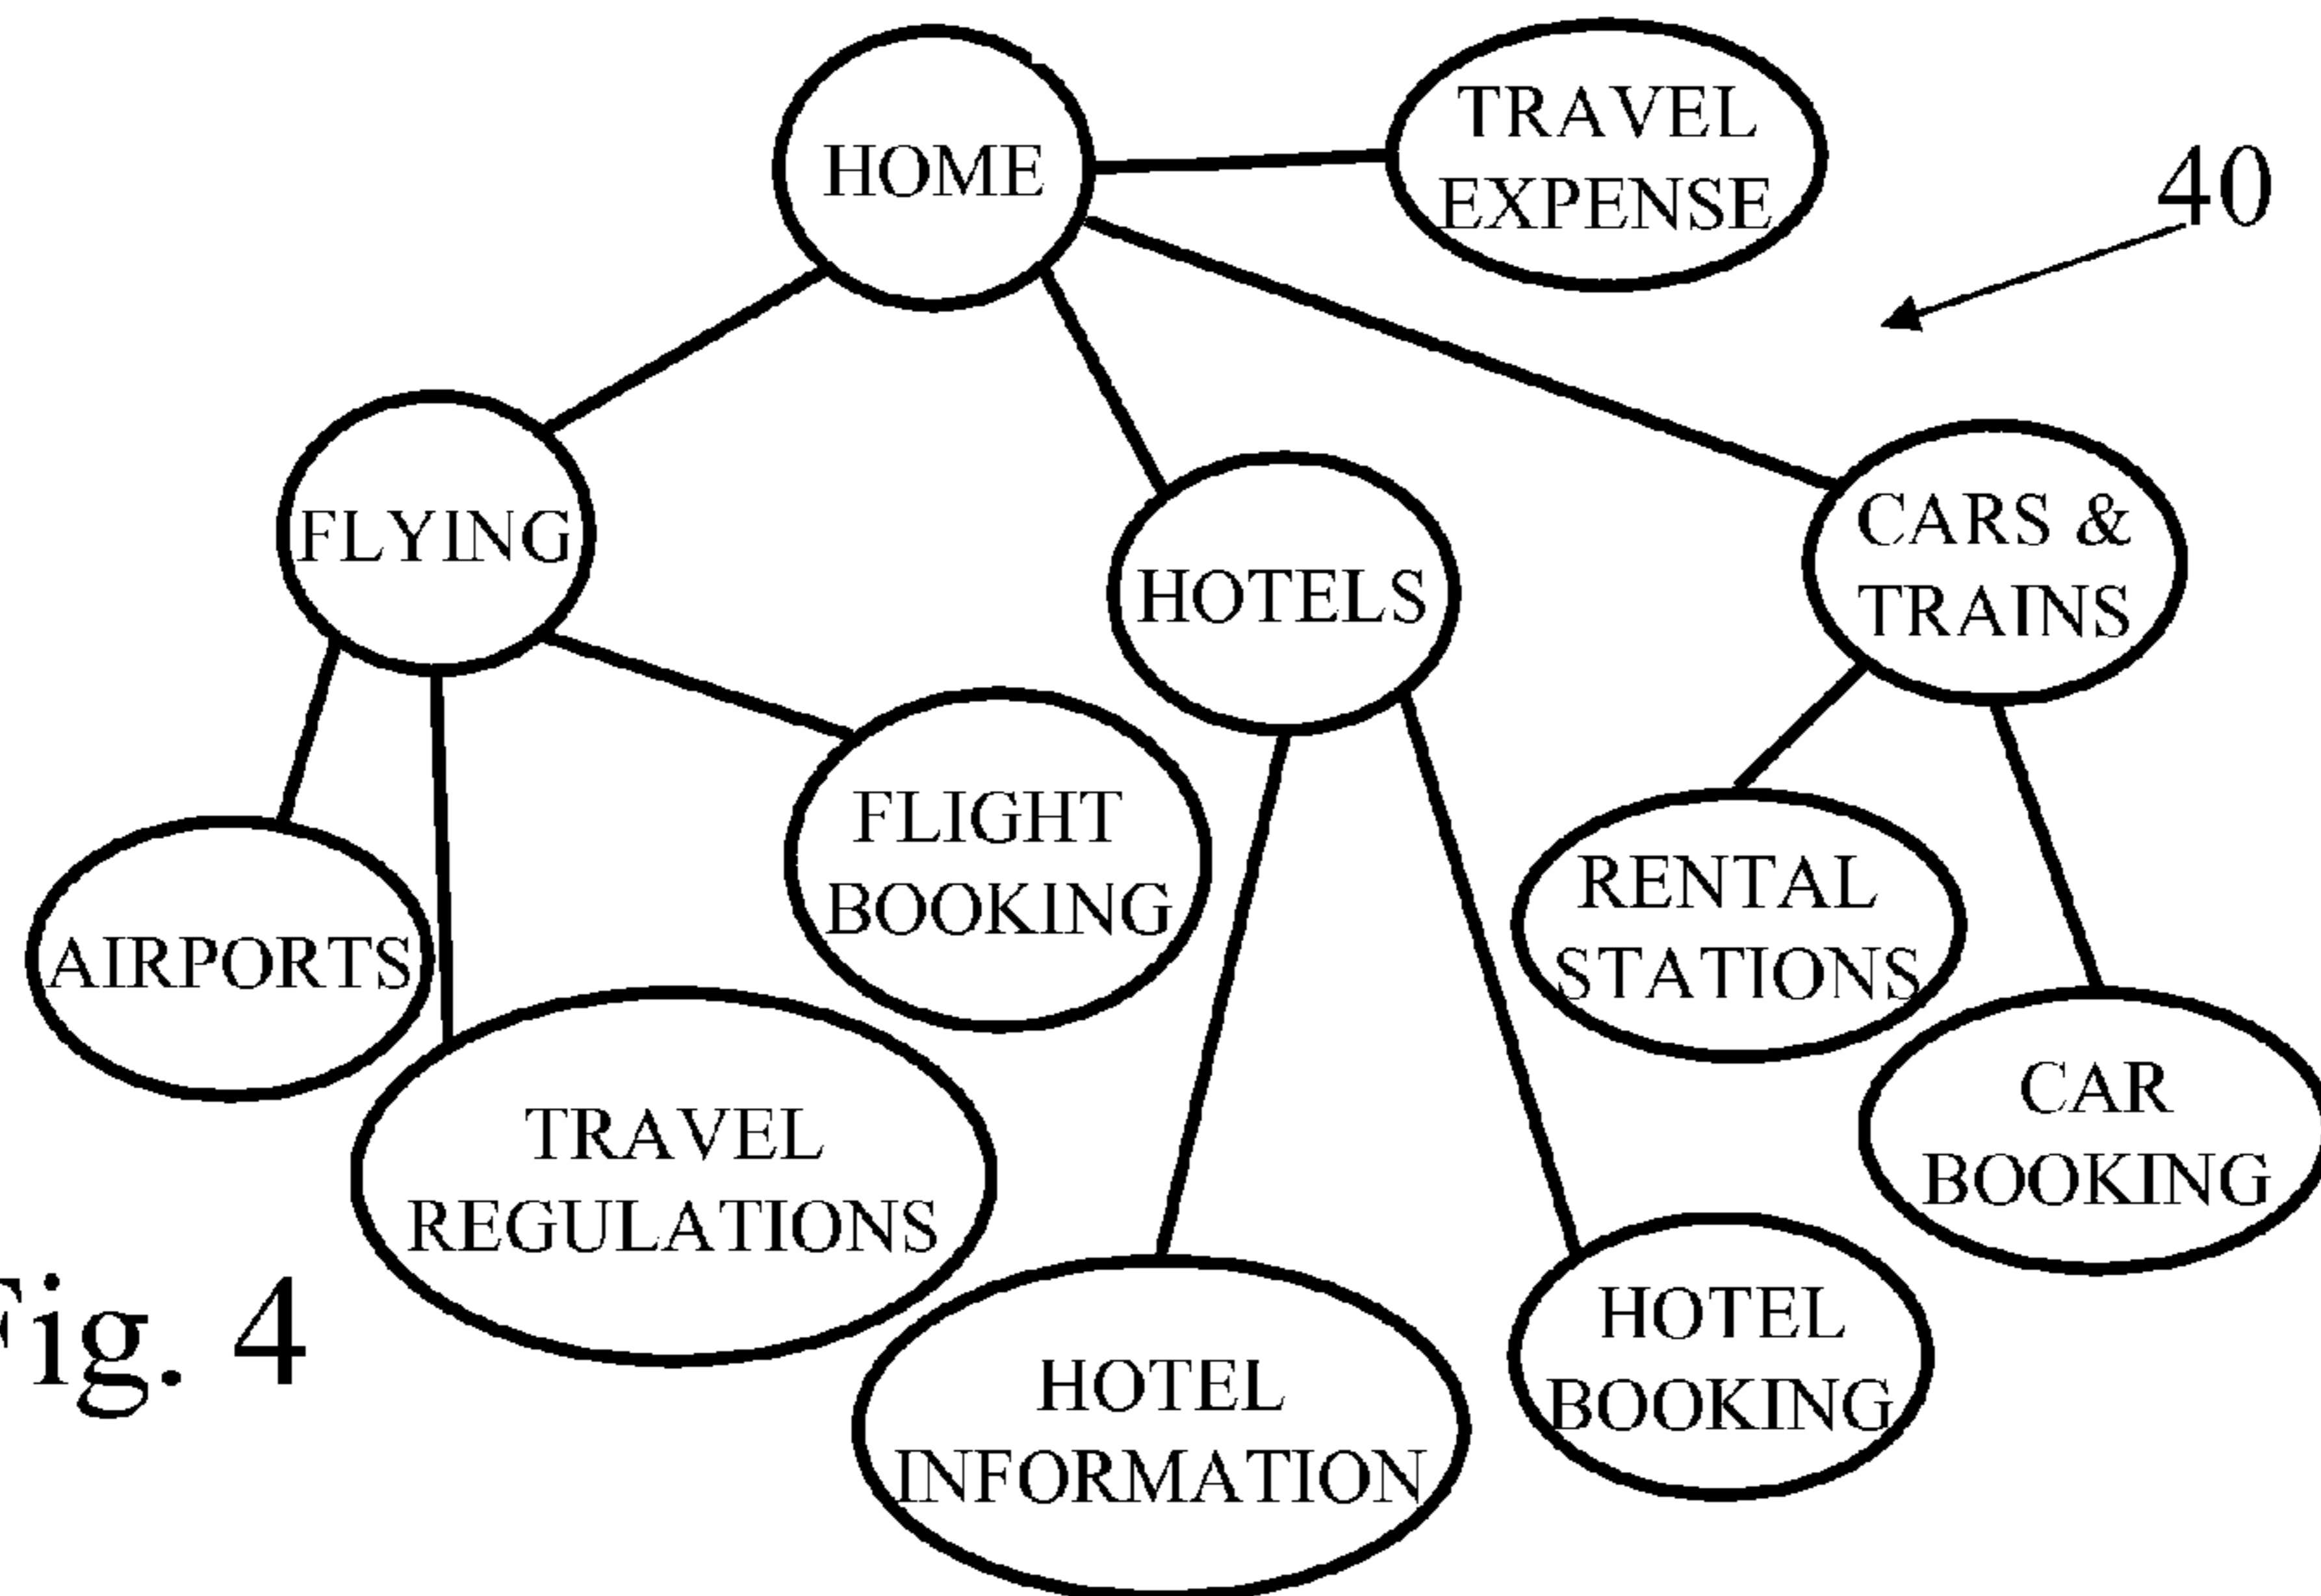 HOME
TRAVEL
EXPENSE
40
FLYING
HOTELS
CARS &
TRAINS
FLIGHT
BOOKING
AIRPORTS
RENTAL
STATIONS
TRAVEL
REGULATIONS
CAR
BOOKING
HOTEL
INFORMATION
HOTEL
BOOKING
Fig. 4